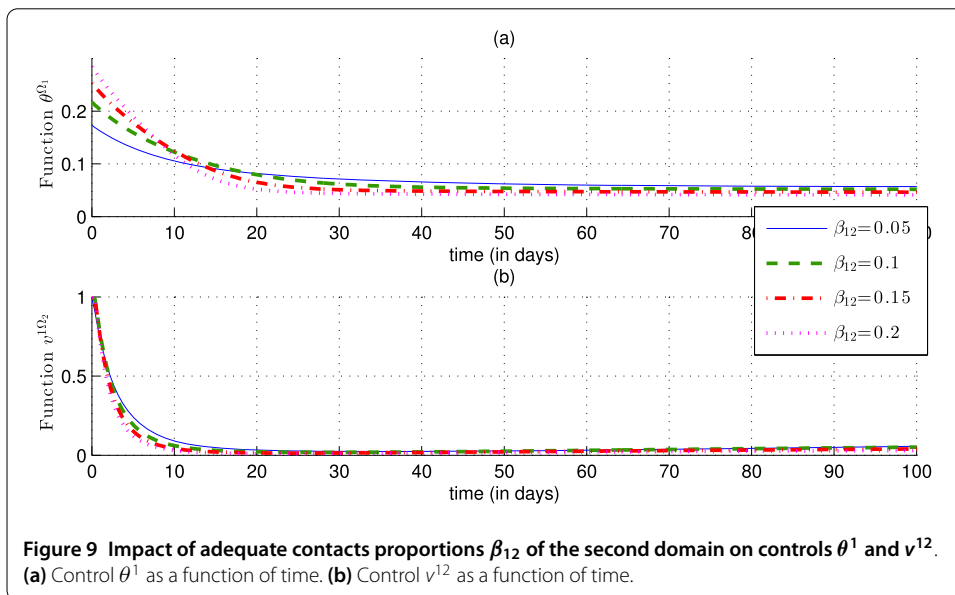 (a)
Function θ^Ω₁
0.2
0.1
0
0 10 20 30 40 50 60 70 80 0
time (in days)
β₁₂=0.05
β₁₂=0.1
β₁₂=0.15
β₁₂=0.2
(b)
Function v^1Ω₂
1
0.5
0
0 10 20 30 40 50 60 70 80 90 100
time (in days)
Figure 9 Impact of adequate contacts proportions β₁₂ of the second domain on controls θ¹ and v¹².
(a) Control θ¹ as a function of time. (b) Control v¹² as a function of time.